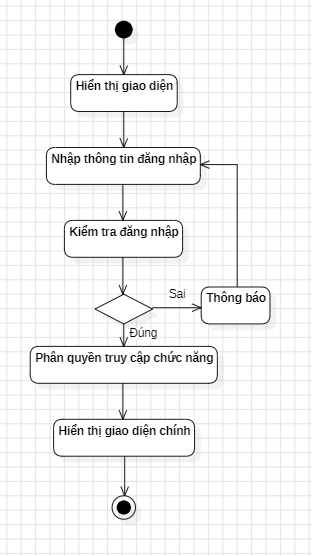 Hiển thị giao diện
Nhập thông tin đăng nhập
Kiểm tra đăng nhập
Sai
Thông báo
Đúng
Phân quyền truy cập chức năng
Hiển thị giao diện chính